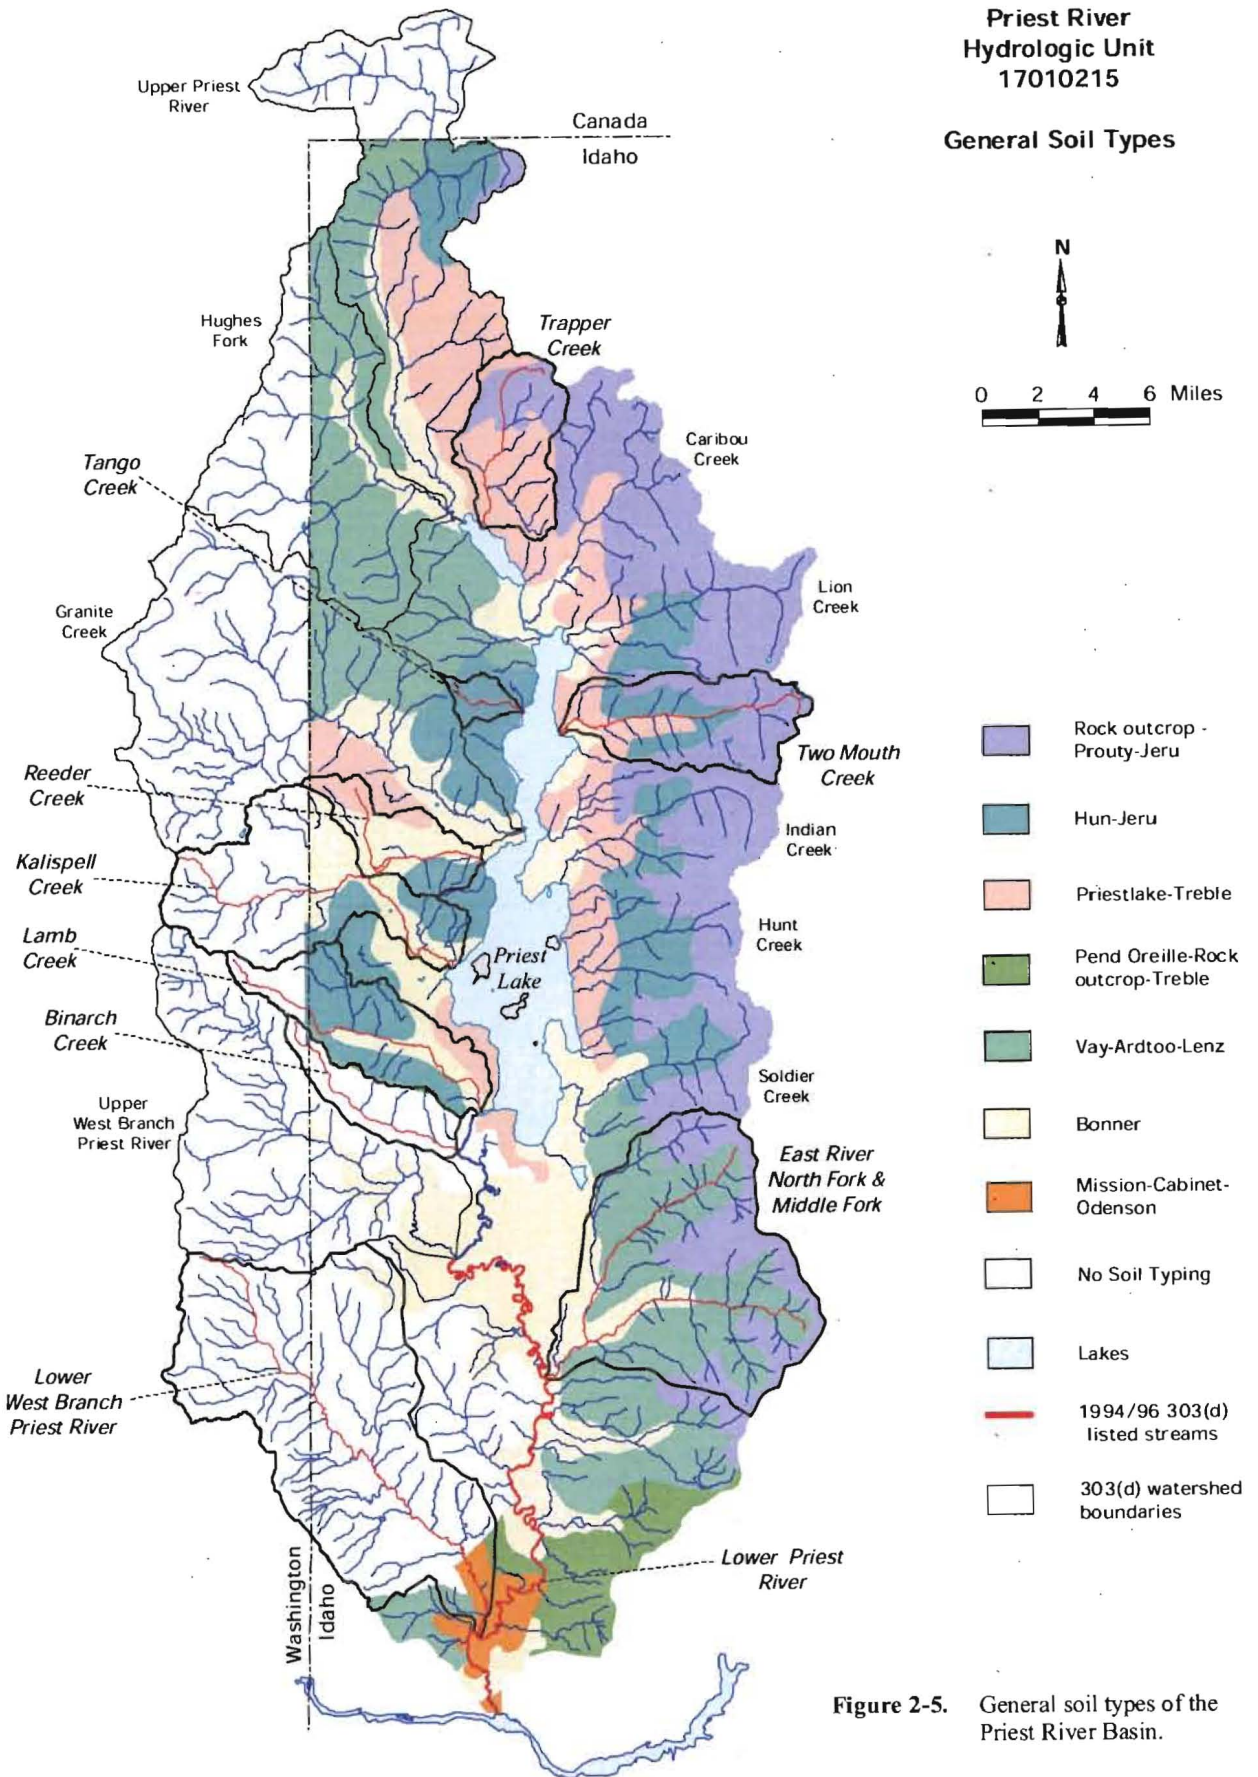 Priest River
Hydrologic Unit
17010215
General Soil Types
Upper Priest
River
Canada
Idaho
N
0 2 4 6 Miles
Hughes
Fork
Trapper
Creek
Caribou
Creek
Tango
Creek
Lion
Creek
Granite
Creek
Two Mouth
Creek
Reeder
Creek
Indian
Creek
Kalispell
Creek
Hunt
Creek
Lamb
Creek
Priest
Lake
Binarch
Creek
Soldier
Creek
Upper
West Branch
Priest River
East River
North Fork &
Middle Fork
Lower
West Branch
Priest River
Lower Priest
River
Washington
Idaho
Rock outcrop -
Prouty-Jeru
Hun-Jeru
Priestlake-Treble
Pend Oreille-Rock
outcrop-Treble
Vay-Ardtoo-Lenz
Bonner
Mission-Cabinet-
Odenson
No Soil Typing
Lakes
1994/96 303(d)
listed streams
303(d) watershed
boundaries
Figure 2-5. General soil types of the
Priest River Basin.